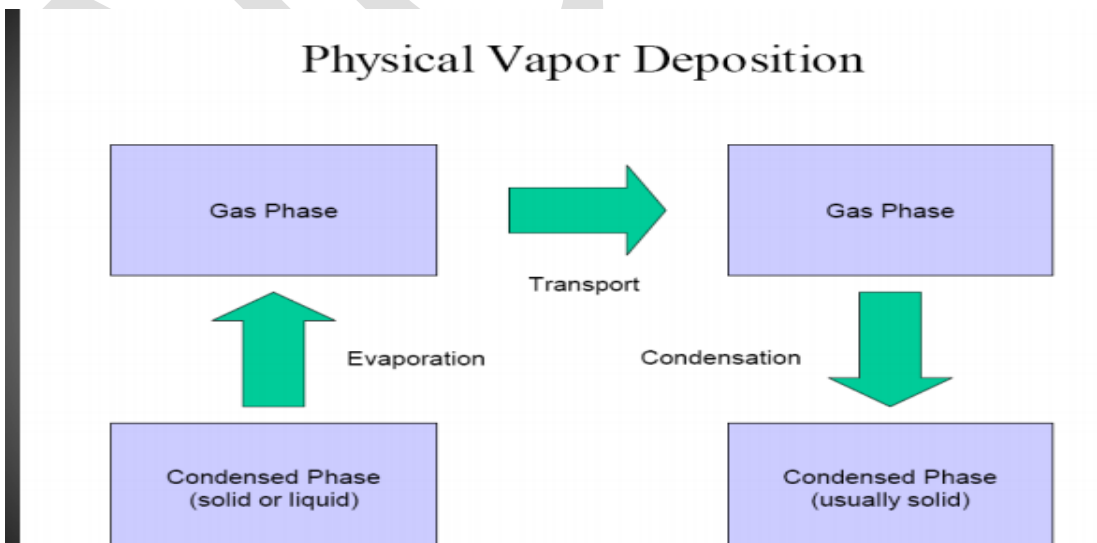 Physical Vapor Deposition
Gas Phase
Gas Phase
Transport
Evaporation
Condensation
Condensed Phase
(solid or liquid)
Condensed Phase
(usually solid)